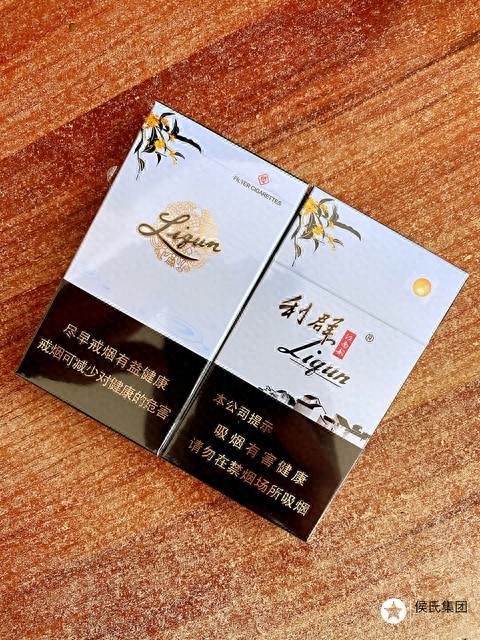 FILTER CIGARETTES
Liqun
尽早戒烟有益健康
戒烟可减少对健康的危害
利群
®
Liqun
本公司提示
吸烟有害健康
请勿在禁烟场所吸烟
侯氏集团